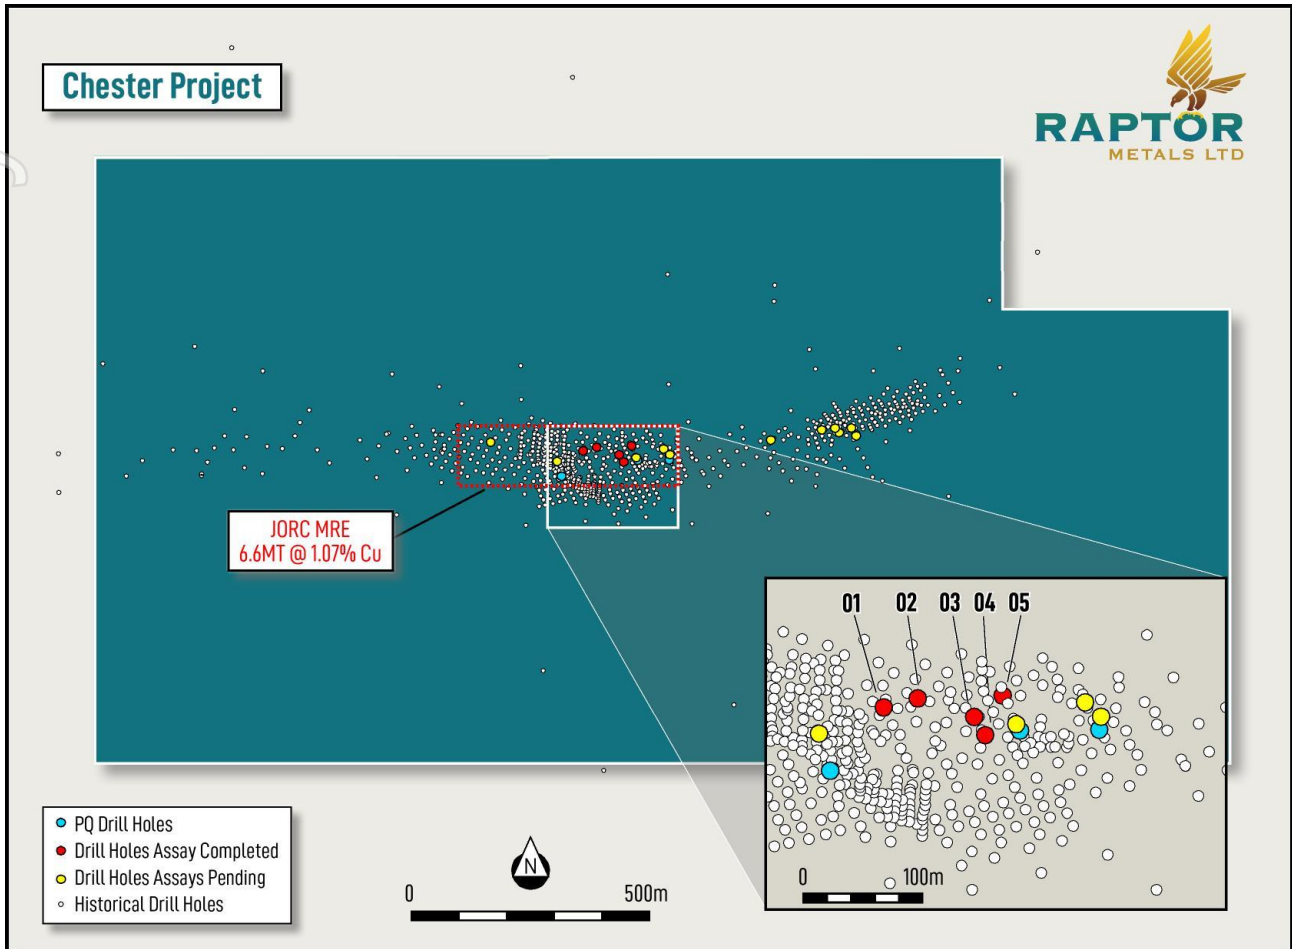 Chester Project
RAPTOR
METALS LTD
JORC MRE
6.6MT @ 1.07% Cu
01 02 03 04 05
PQ Drill Holes
Drill Holes Assay Completed
Drill Holes Assays Pending
Historical Drill Holes
N
0 500m
0 100m